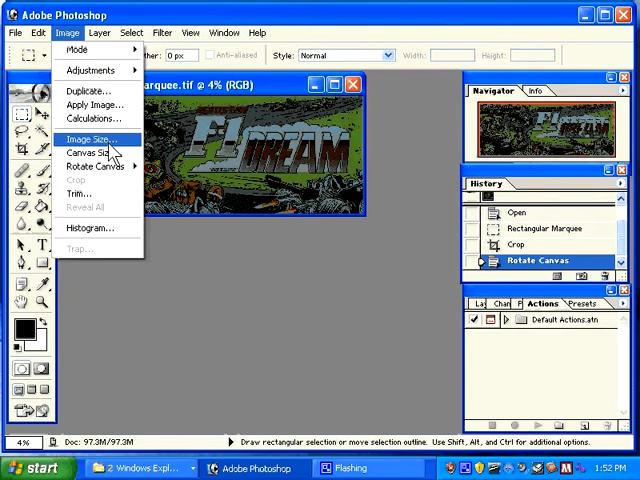 Adobe Photoshop
File Edit Image Layer Select Filter View Window Help
ther: 0 px Anti-aliased Style: Normal Width: Height:
Mode
Adjustments
Duplicate...
Apply Image...
Calculations...
Image Size...
Canvas Siz
Rotate Canvas
Crop
Trim...
Reveal All
Histogram...
Trap...
arquee.tif @ 4% (RGB)
F1 DREAM
Navigator Info
History
Open
Rectangular Marquee
Crop
Rotate Canvas
La Chan P Actions Presets
Default Actions.atn
4% Doc: 97.3M/97.3M Draw rectangular selection or move selection outline. Use Shift, Alt, and Ctrl for additional options.
start 2 Windows Expl... Adobe Photoshop Flashing 1:52 PM